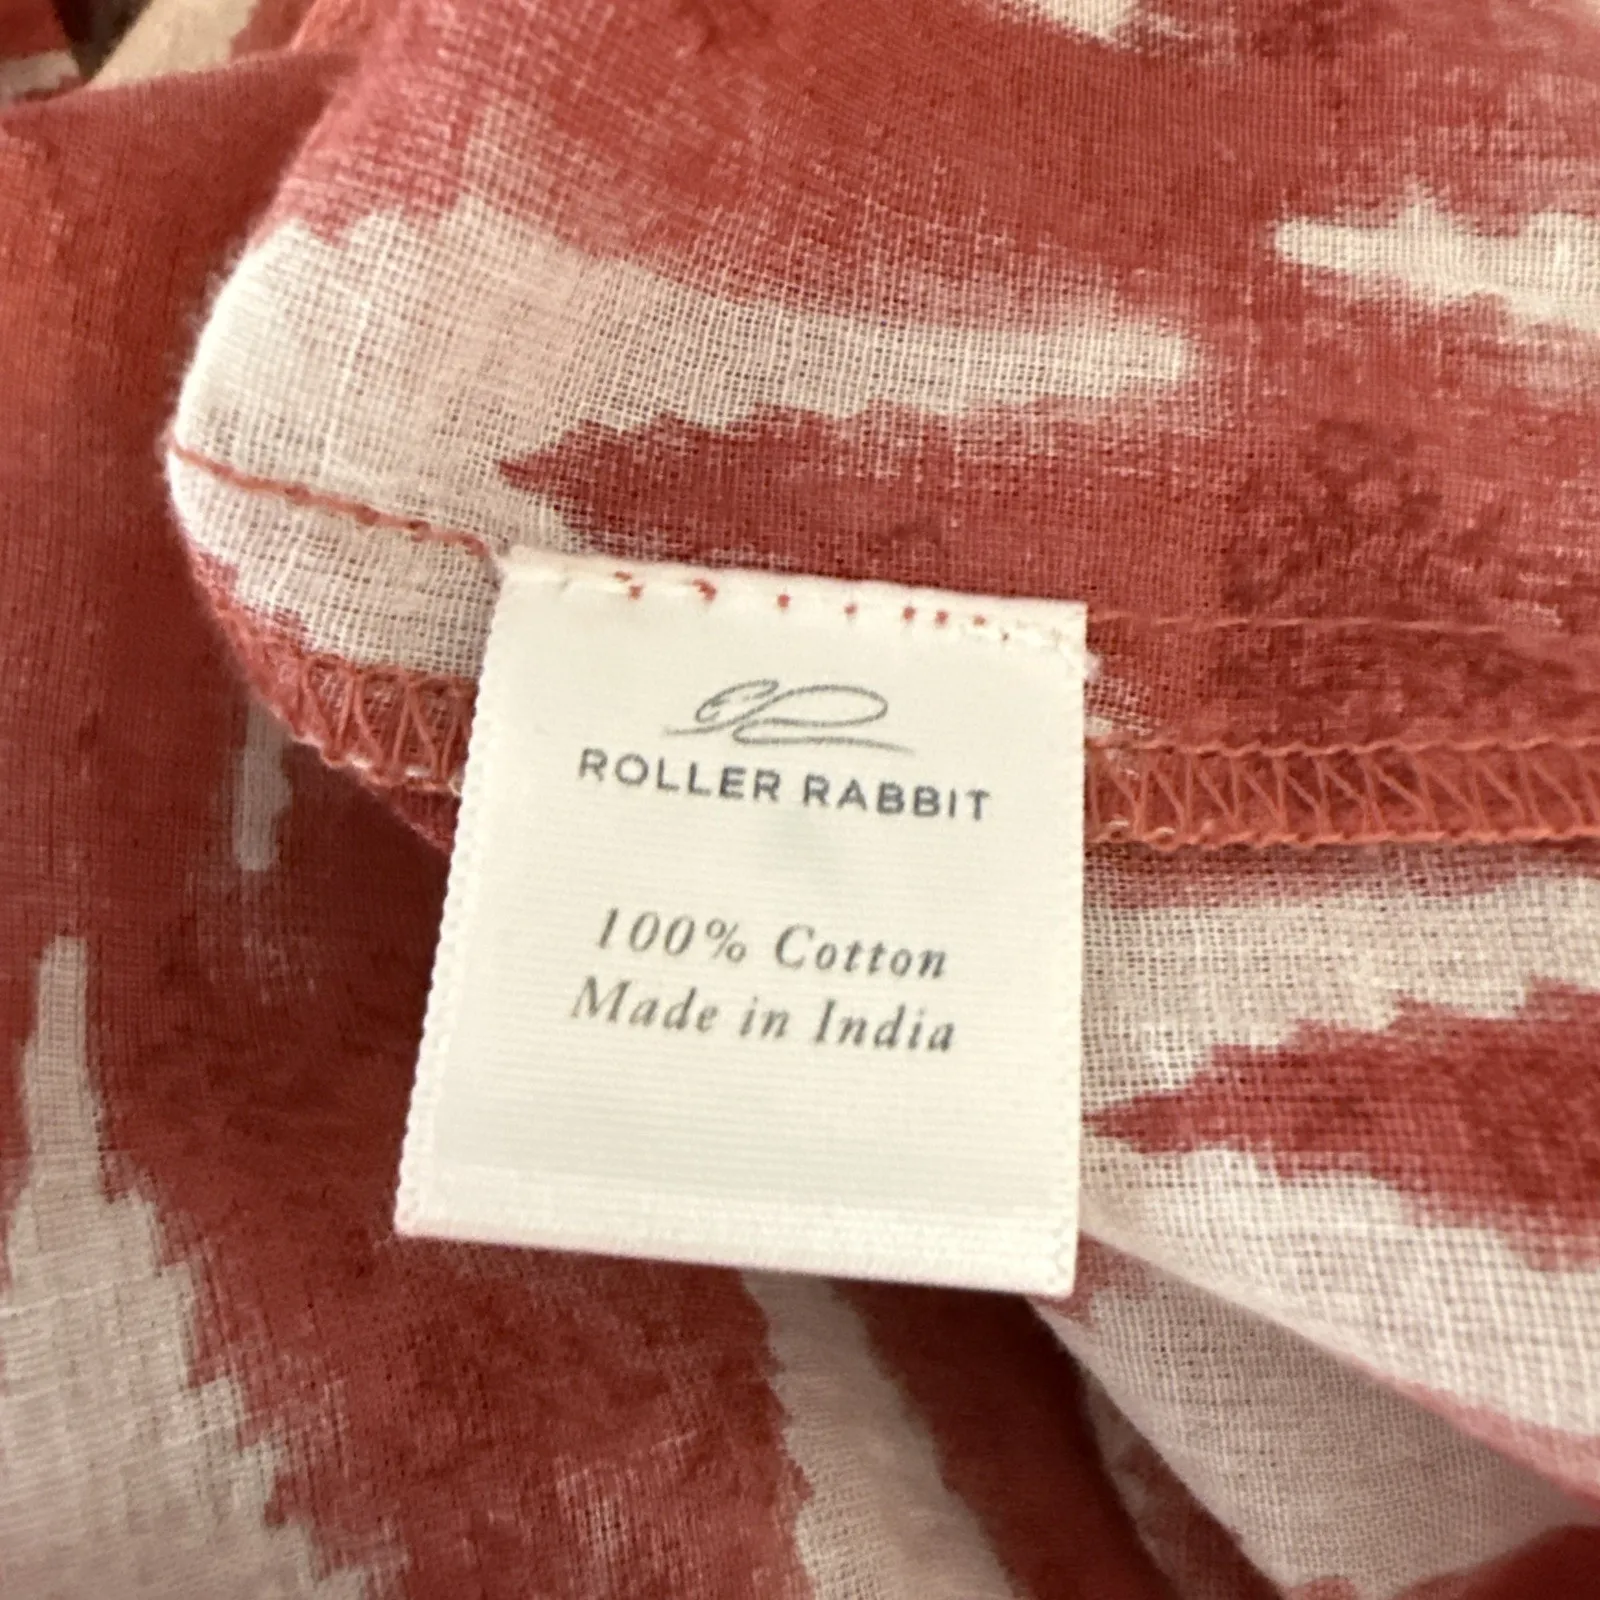 ROLLER RABBIT
100% Cotton
Made in India